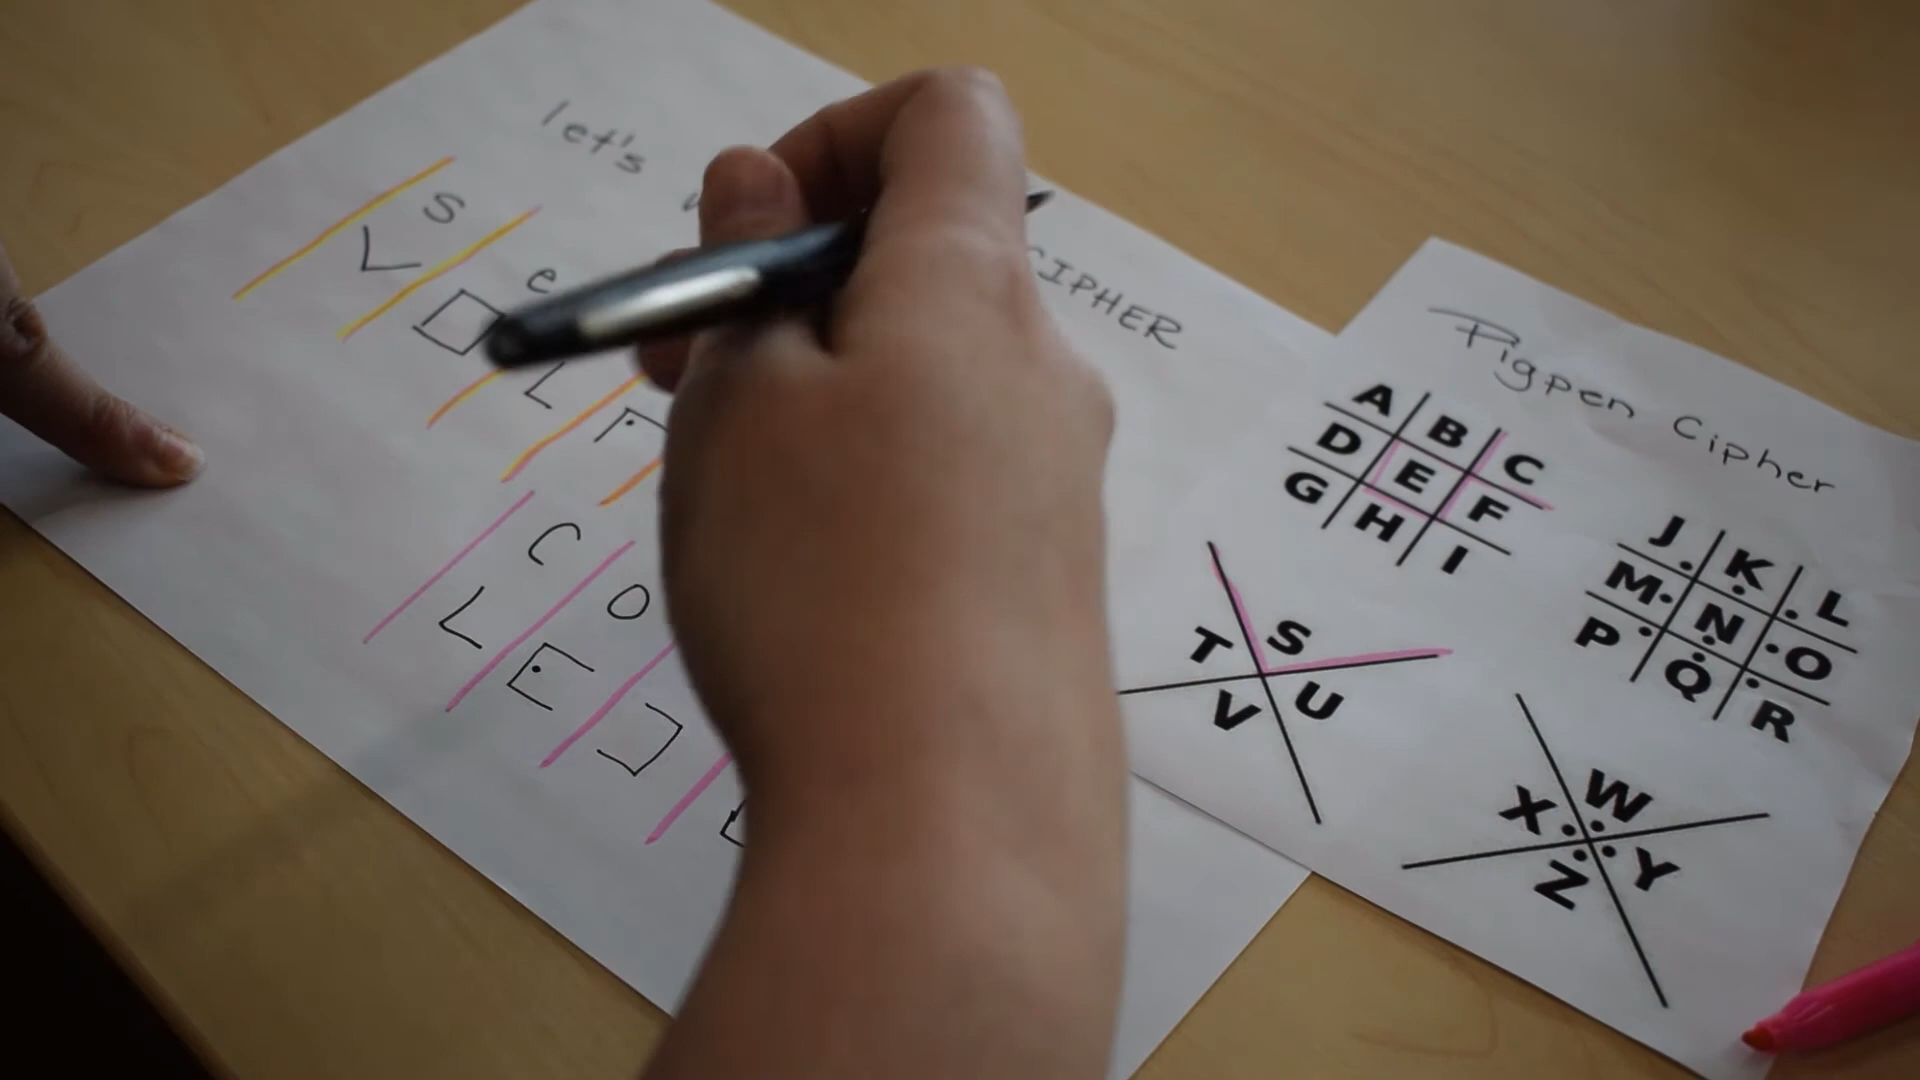 let's
CIPHER
S e
C O
Pigpen Cipher
A B C
D E F
G H I
J K L
M N O
P Q R
S
T U
V
W
X Y
Z